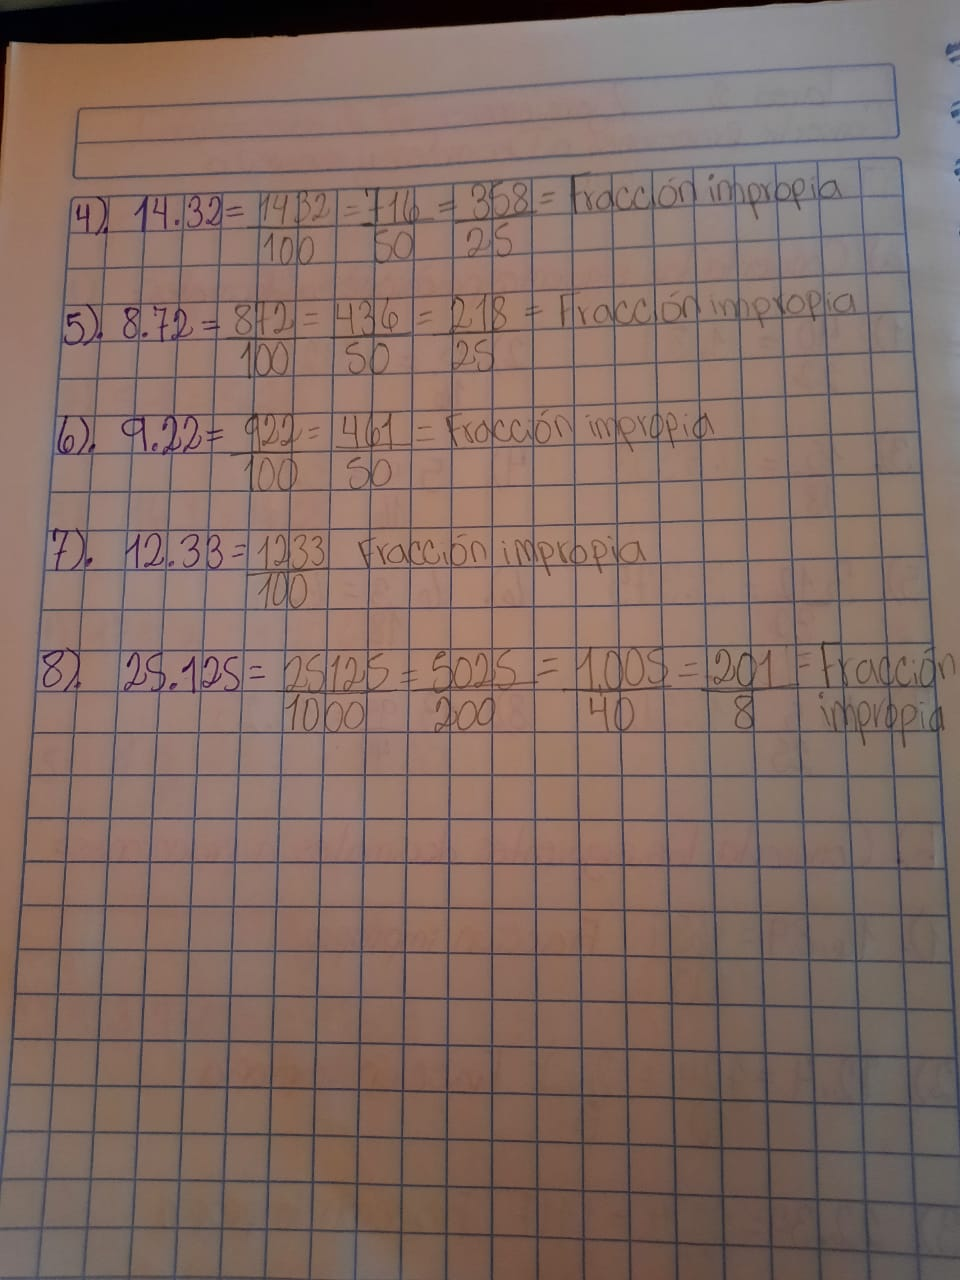 4) 14.32 = 1432/100 = 716/50 = 358/25 = Fracción impropia
5). 8.72 = 872/100 = 436/50 = 218/25 = Fracción impropia
6). 9.22 = 922/100 = 461/50 = Fracción impropia
7). 12.33 = 1233/100 Fracción impropia
8). 25.125 = 25125/1000 = 5025/200 = 1.005/40 = 201/8 = Fracción
impropia